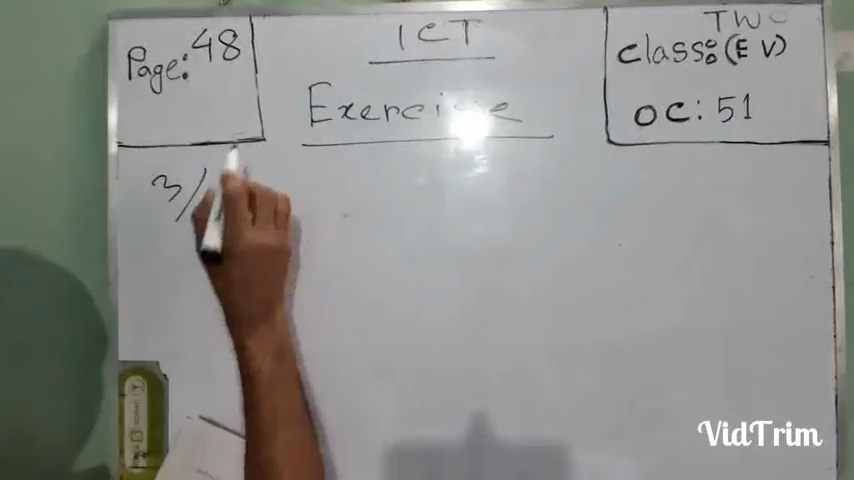 Page: 48
ICT
Exercise
TWO
class: (E V)
OC: 51
3/
VidTrim